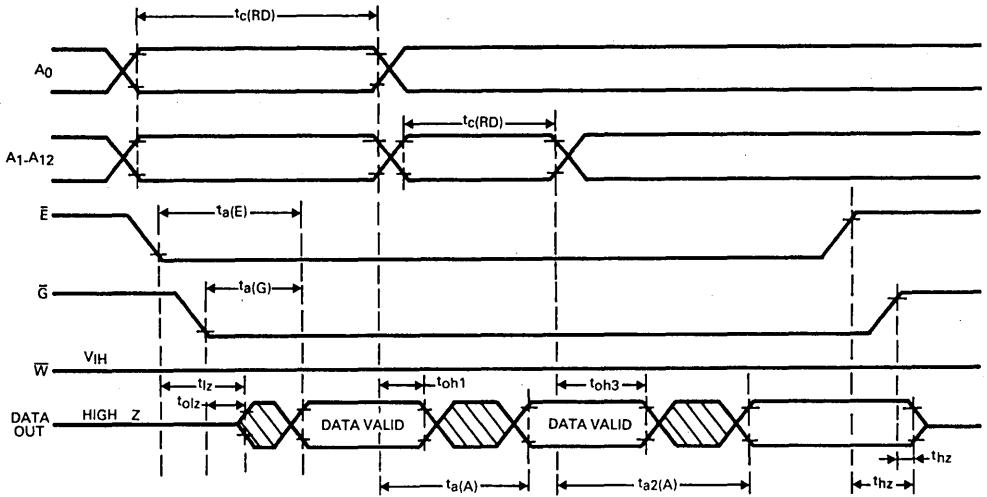 tc(RD)
A0
tc(RD)
A1-A12
E̅
ta(E)
G̅
ta(G)
W̅ VIH
tlz
tolz
toh1
toh3
DATA OUT HIGH Z
DATA VALID
DATA VALID
thz
thz
ta(A)
ta2(A)